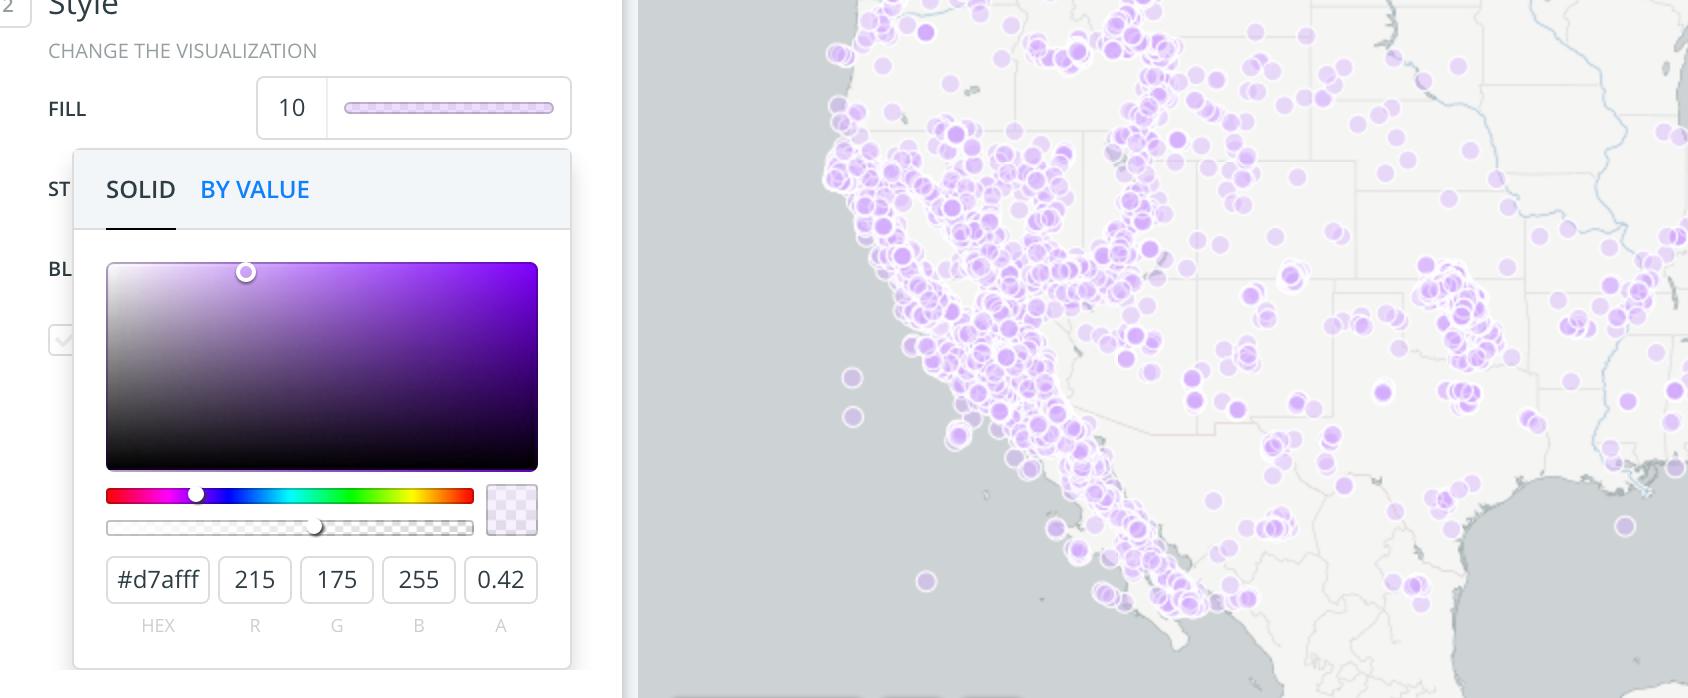 2 Style
CHANGE THE VISUALIZATION
FILL 10
ST
SOLID BY VALUE
BL
#d7afff 215 175 255 0.42
HEX R G B A